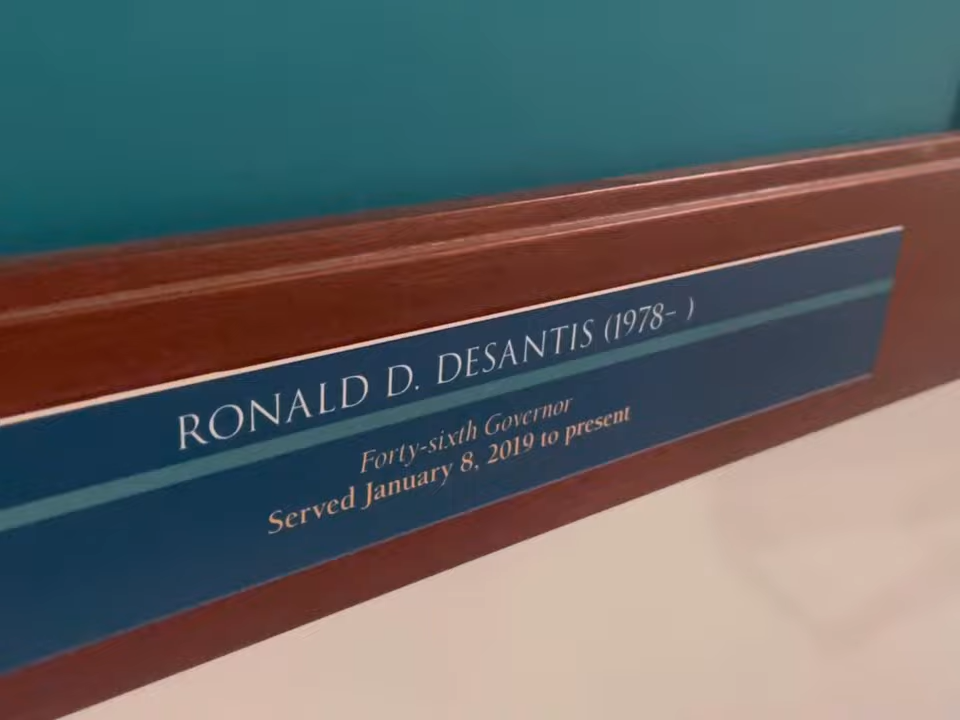 RONALD D. DESANTIS (1978– )
Forty-sixth Governor
Served January 8, 2019 to present